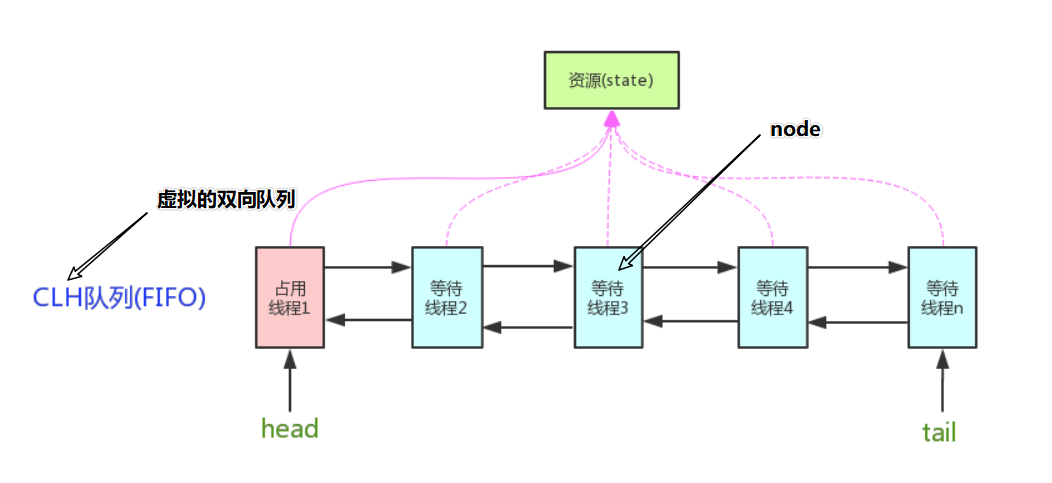 资源(state)
node
虚拟的双向队列
CLH队列(FIFO)
占用
线程1
等待
线程2
等待
线程3
等待
线程4
等待
线程n
head
tail